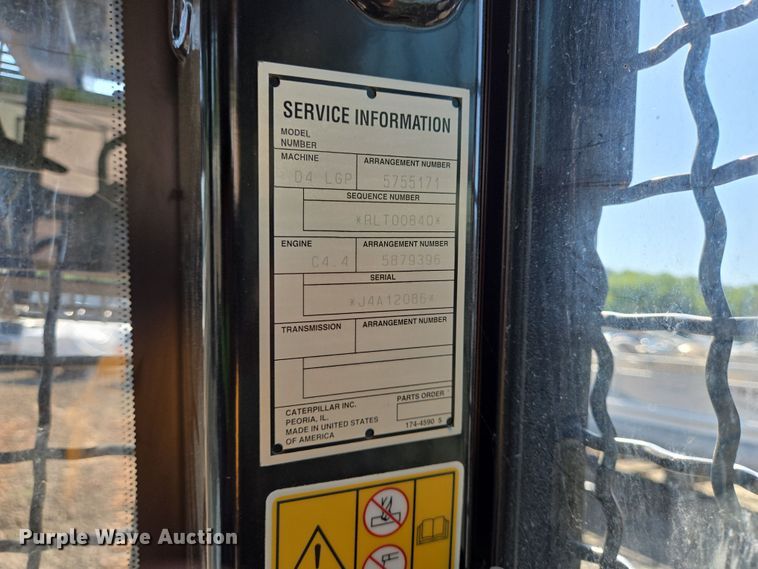 SERVICE INFORMATION
MODEL
NUMBER
MACHINE ARRANGEMENT NUMBER
D4 LGP 5755171
SEQUENCE NUMBER
*RLT00840*
ENGINE ARRANGEMENT NUMBER
C4.4 5879396
SERIAL
*J4A12086*
TRANSMISSION ARRANGEMENT NUMBER
CATERPILLAR INC.
PEORIA, IL.
MADE IN UNITED STATES
OF AMERICA
PARTS ORDER
174-4590 5
Purple Wave Auction